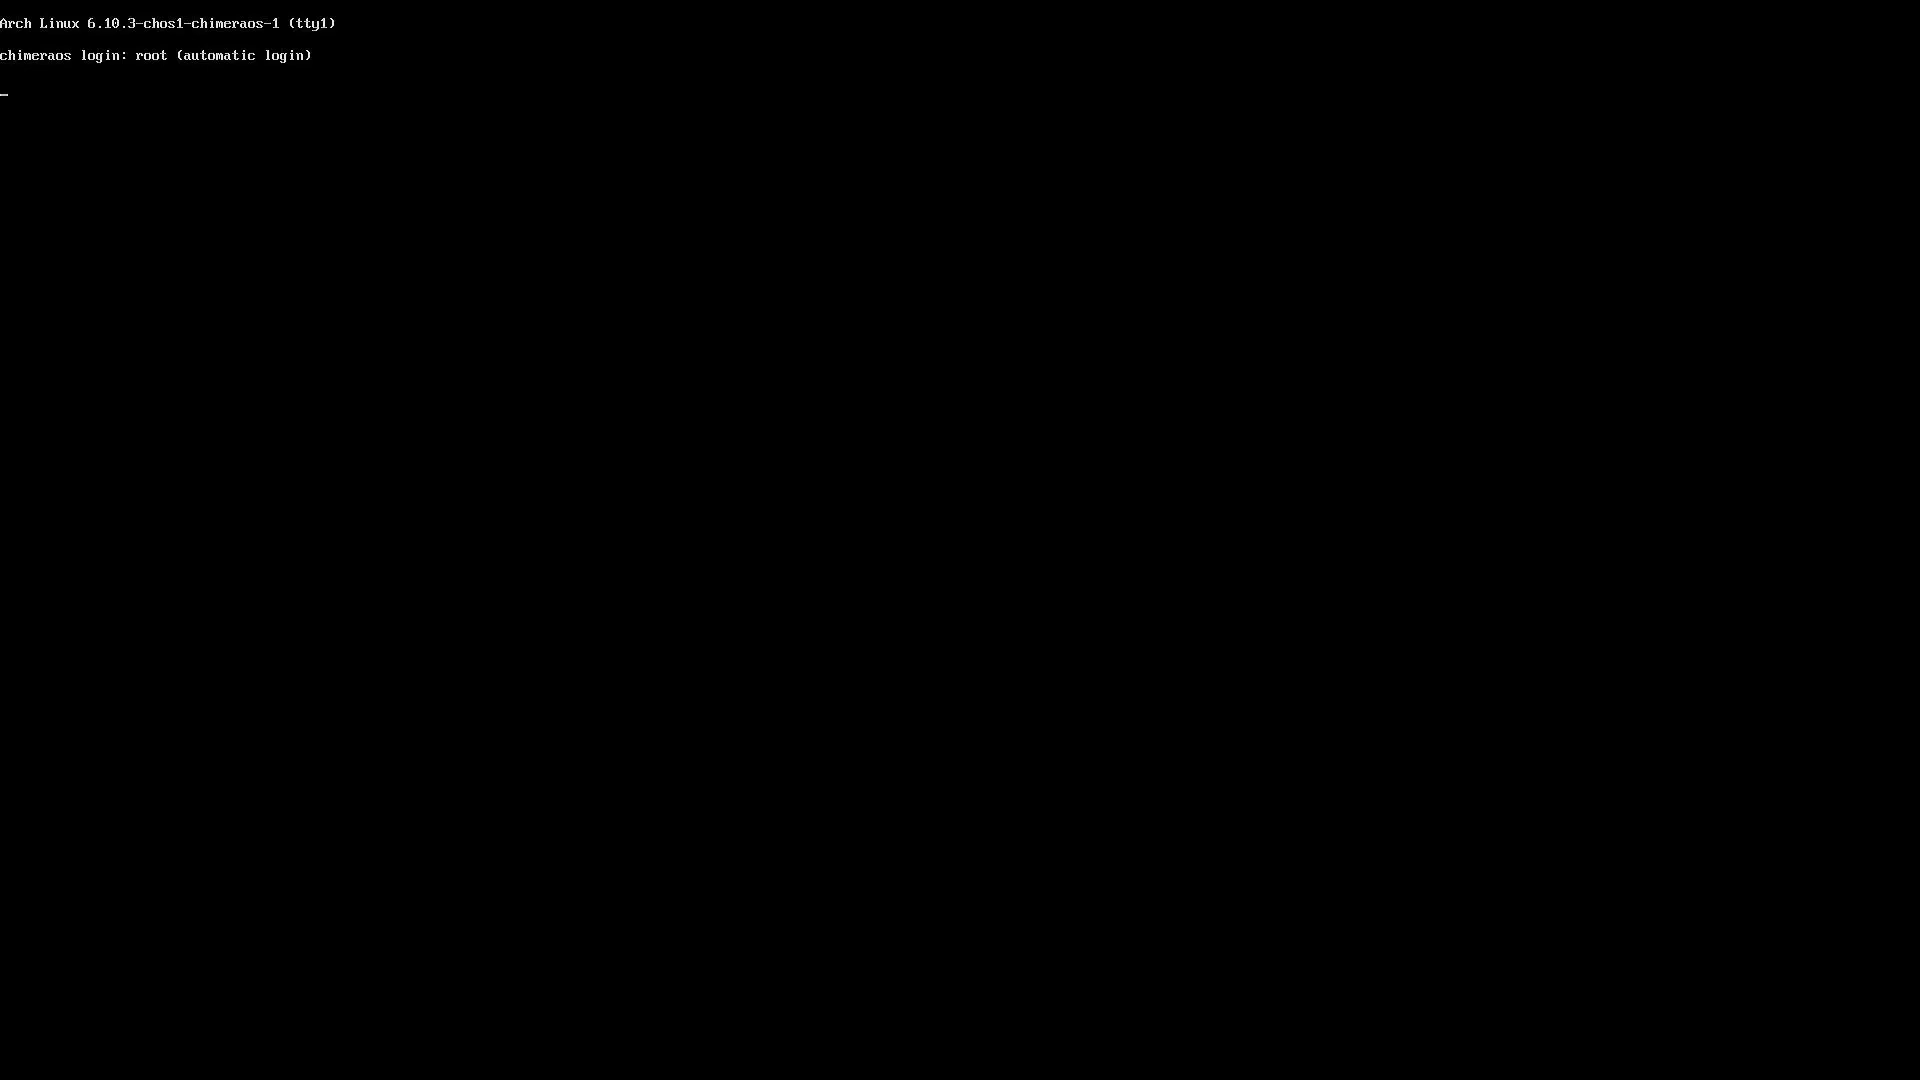 Arch Linux 6.10.3-chos1-chimeraos-1 (tty1)
chimeraos login: root (automatic login)